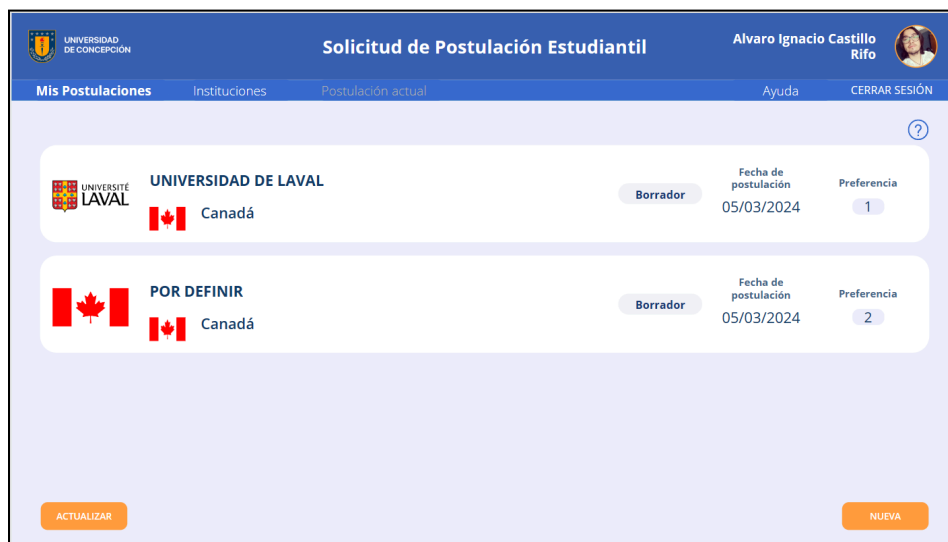 UNIVERSIDAD
DE CONCEPCIÓN
Solicitud de Postulación Estudiantil
Alvaro Ignacio Castillo
Rifo
Mis Postulaciones
Instituciones
Postulación actual
Ayuda
CERRAR SESIÓN
?
UNIVERSITÉ
LAVAL
UNIVERSIDAD DE LAVAL
Canadá
Borrador
Fecha de
postulación
05/03/2024
Preferencia
1
POR DEFINIR
Canadá
Borrador
Fecha de
postulación
05/03/2024
Preferencia
2
ACTUALIZAR
NUEVA